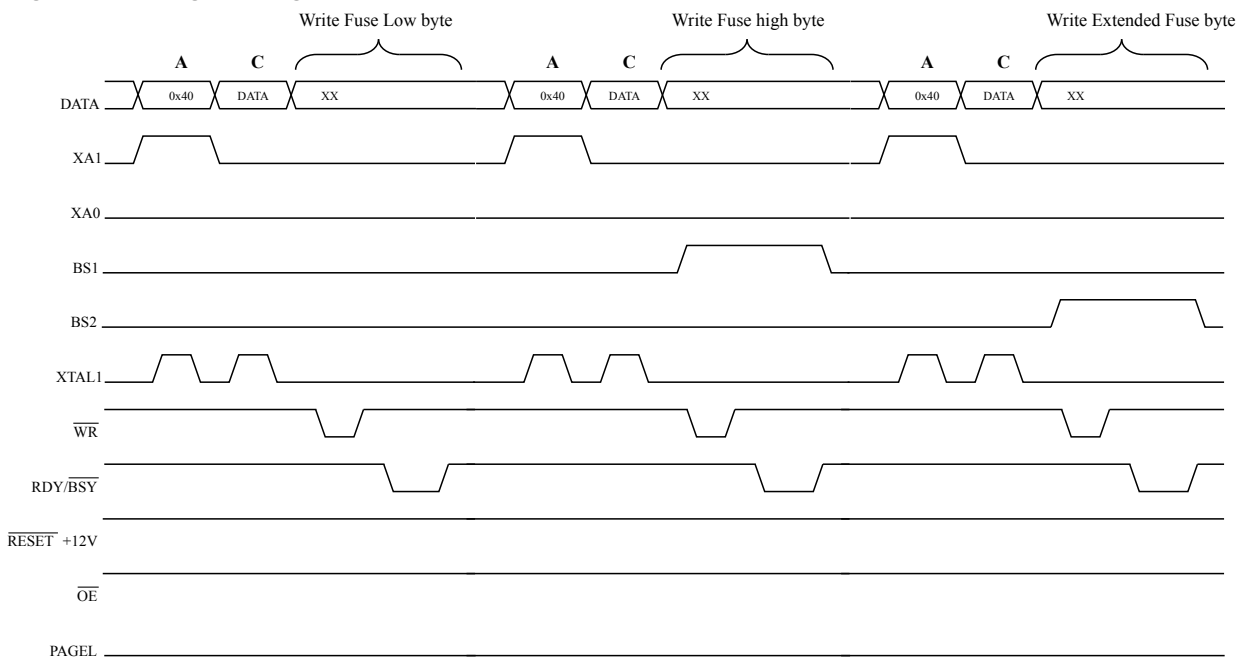 Write Fuse Low byte Write Fuse high byte Write Extended Fuse byte
A C A C A C
DATA 0x40 DATA XX 0x40 DATA XX 0x40 DATA XX
XA1
XA0
BS1
BS2
XTAL1
WR
RDY/BSY
RESET +12V
OE
PAGEL